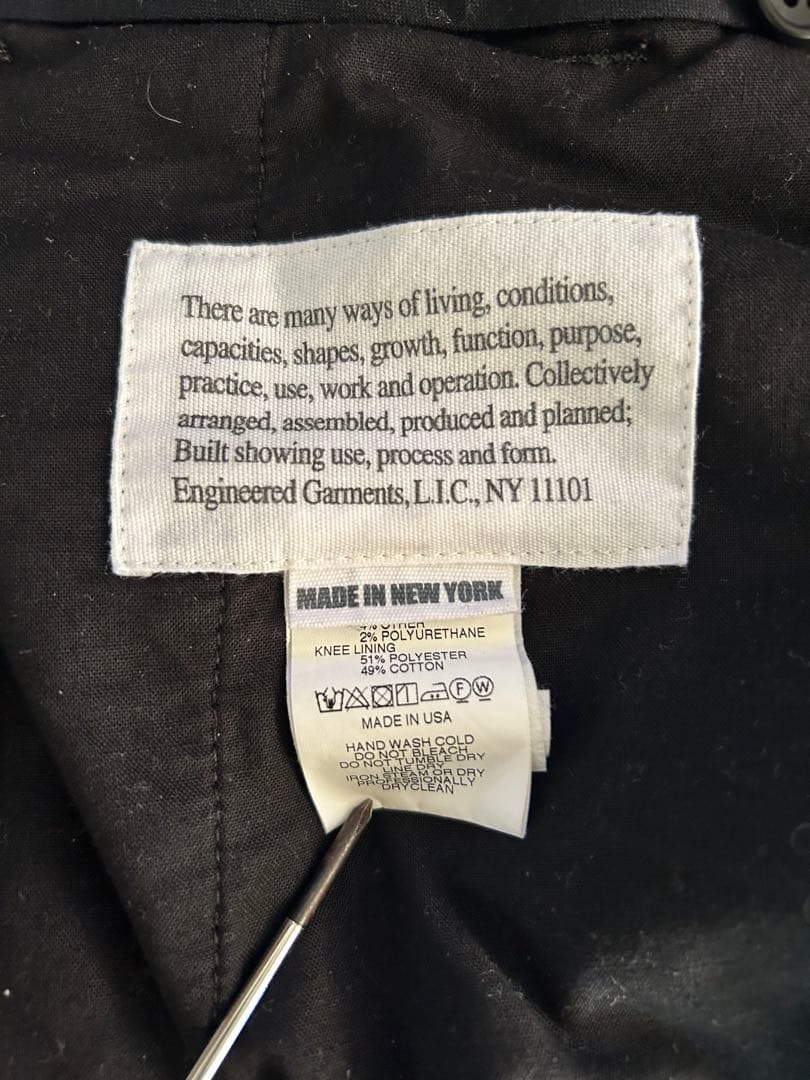 There are many ways of living, conditions,
capacities, shapes, growth, function, purpose,
practice, use, work and operation. Collectively
arranged, assembled, produced and planned;
Built showing use, process and form.
Engineered Garments, L.I.C., NY 11101
MADE IN NEW YORK
4% OTHER
2% POLYURETHANE
KNEE LINING
51% POLYESTER
49% COTTON
F W
MADE IN USA
HAND WASH COLD
DO NOT BLEACH
DO NOT TUMBLE DRY
LINE DRY
IRON STEAM OR DRY
PROFESSIONALLY
DRYCLEAN